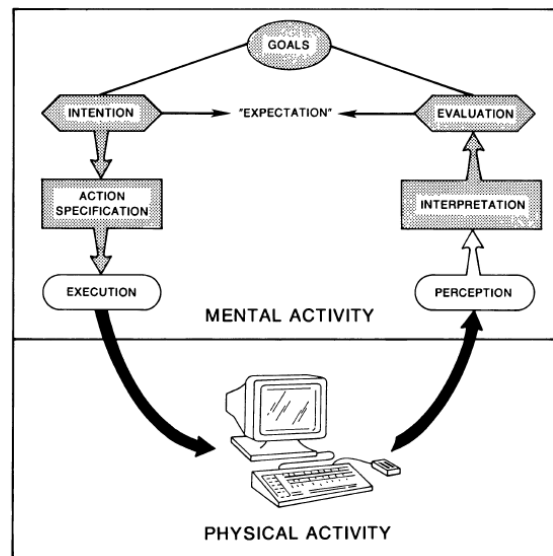 GOALS
INTENTION
"EXPECTATION"
EVALUATION
ACTION
SPECIFICATION
INTERPRETATION
EXECUTION
PERCEPTION
MENTAL ACTIVITY
PHYSICAL ACTIVITY